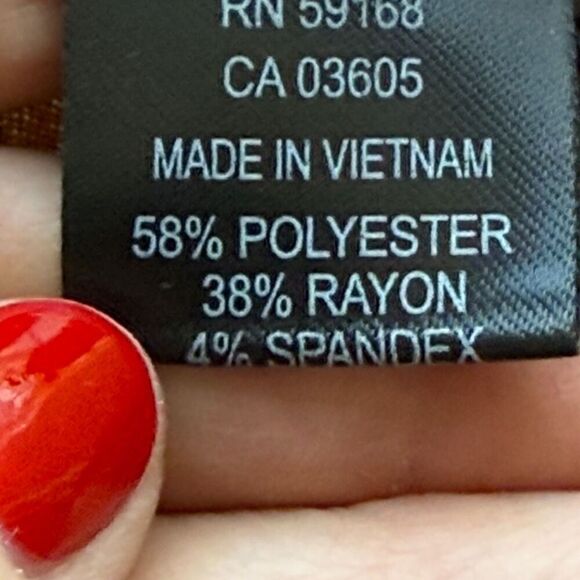 RN 59168
CA 03605
MADE IN VIETNAM
58% POLYESTER
38% RAYON
4% SPANDEX